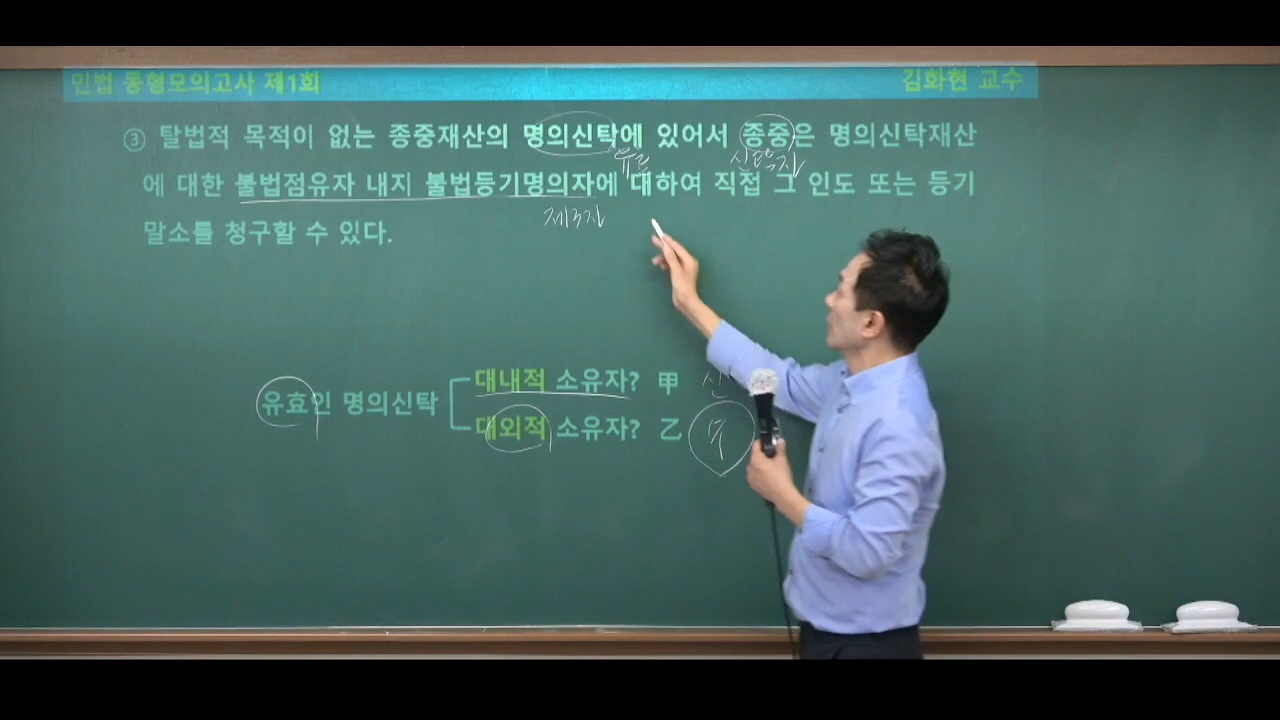 민법 동형모의고사 제1회
김화현 교수
③ 탈법적 목적이 없는 종중재산의 명의신탁에 있어서 종중은 명의신탁재산
유효
신탁자
에 대한 불법점유자 내지 불법등기명의자에 대하여 직접 그 인도 또는 등기
제3자
말소를 청구할 수 있다.
유효인 명의신탁
대내적 소유자? 甲 신
대외적 소유자? 乙